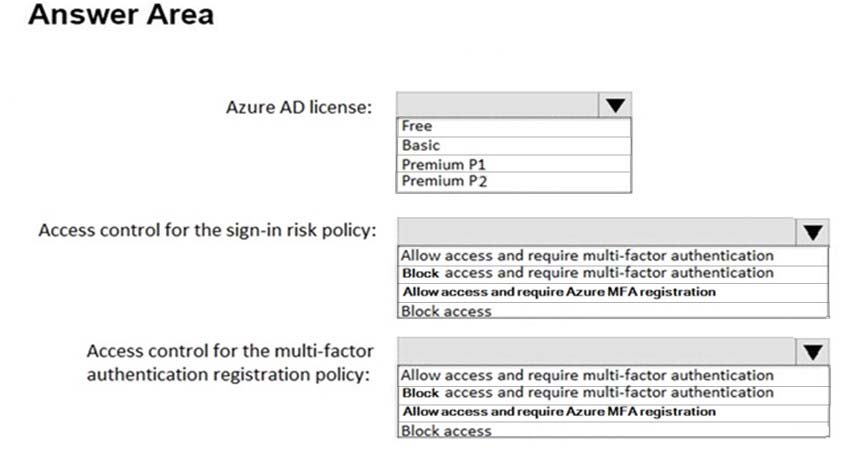 Answer Area
Azure AD license:
Free
Basic
Premium P1
Premium P2
Access control for the sign-in risk policy:
Allow access and require multi-factor authentication
Block access and require multi-factor authentication
Allow access and require Azure MFA registration
Block access
Access control for the multi-factor
authentication registration policy:
Allow access and require multi-factor authentication
Block access and require multi-factor authentication
Allow access and require Azure MFA registration
Block access